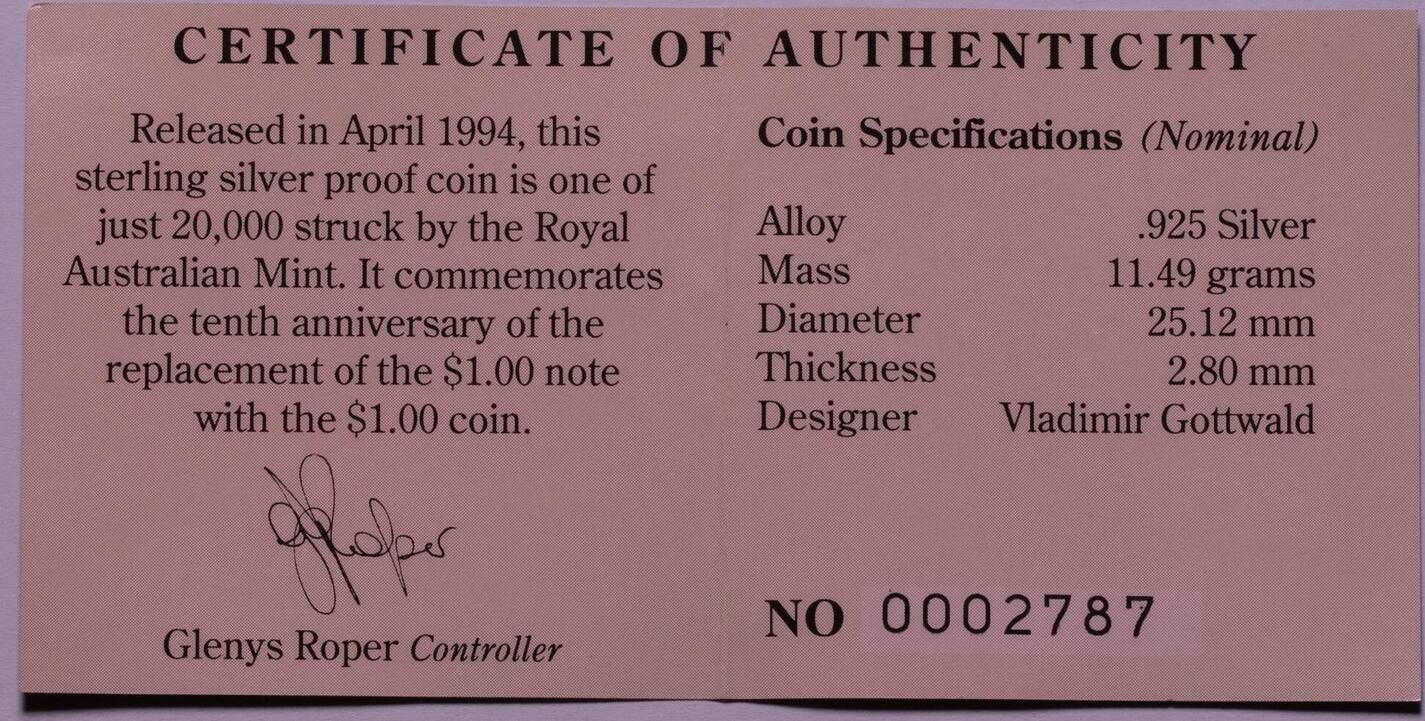 CERTIFICATE OF AUTHENTICITY
Released in April 1994, this
sterling silver proof coin is one of
just 20,000 struck by the Royal
Australian Mint. It commemorates
the tenth anniversary of the
replacement of the $1.00 note
with the $1.00 coin.
G Roper
Glenys Roper Controller
Coin Specifications (Nominal)
Alloy .925 Silver
Mass 11.49 grams
Diameter 25.12 mm
Thickness 2.80 mm
Designer Vladimir Gottwald
NO 0002787